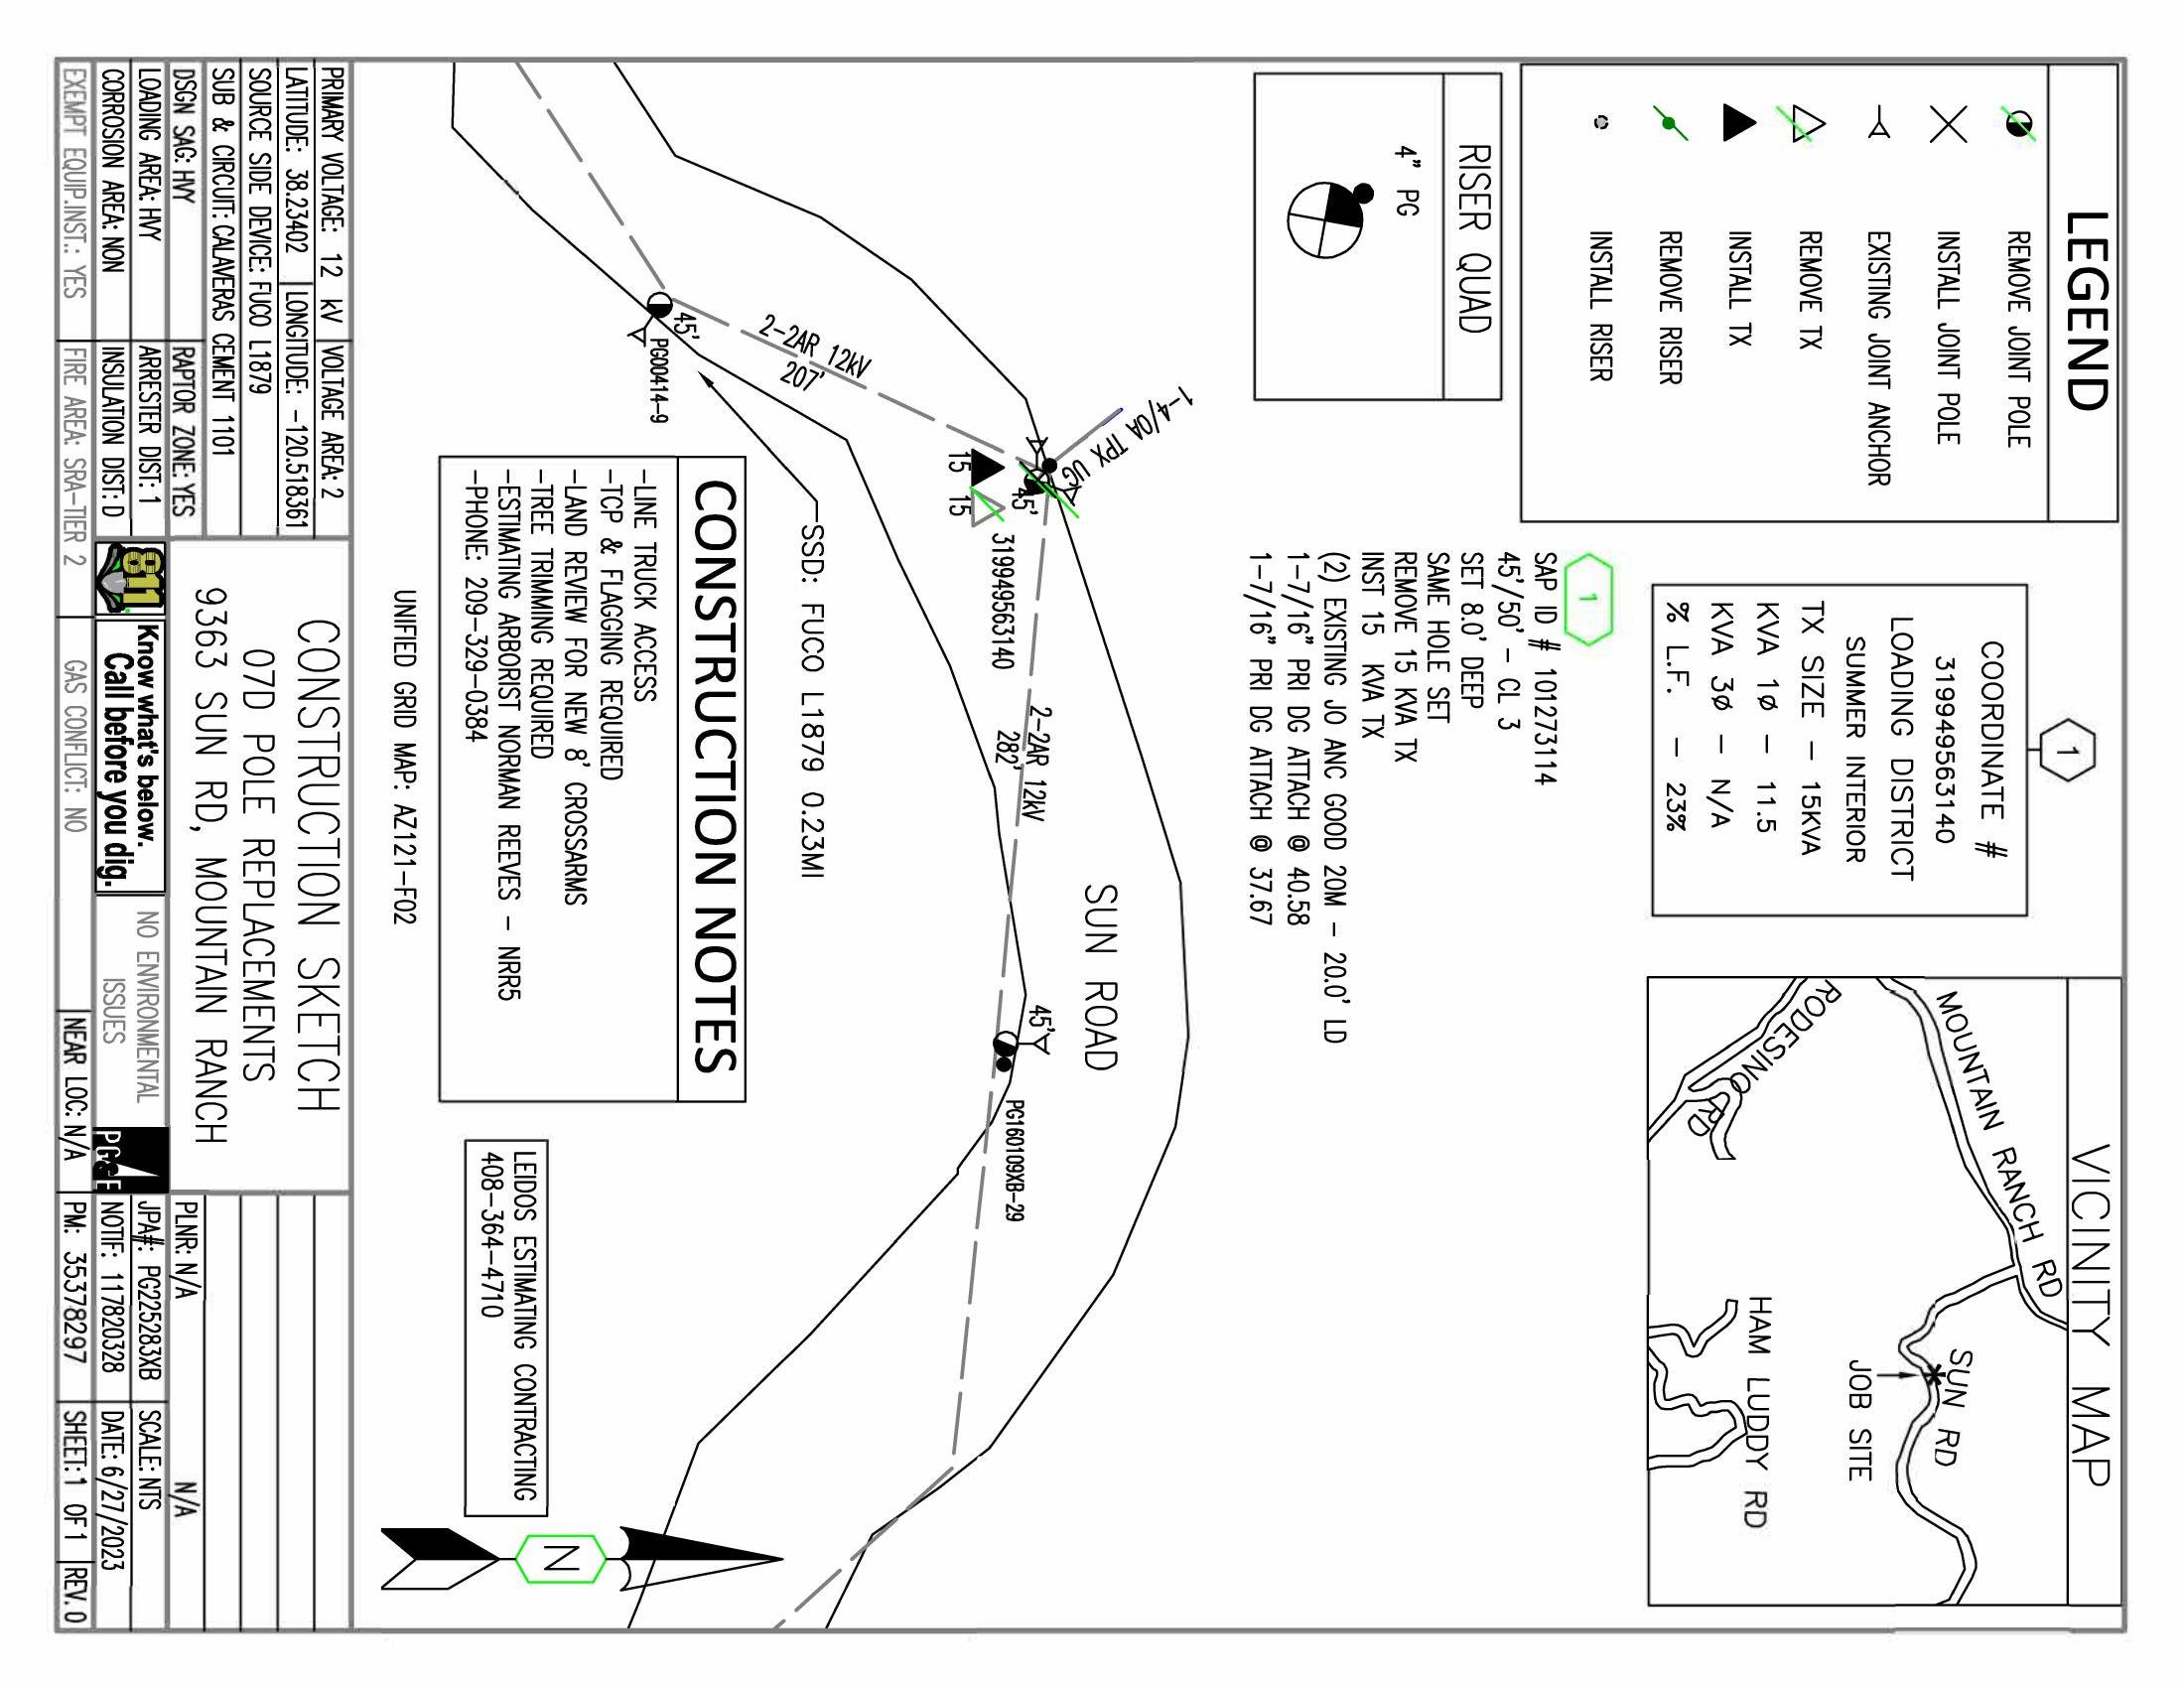 LEGEND
REMOVE JOINT POLE
INSTALL JOINT POLE
EXISTING JOINT ANCHOR
REMOVE TX
INSTALL TX
REMOVE RISER
INSTALL RISER
RISER QUAD
4" PG
1
COORDINATE #
319949563140
LOADING DISTRICT
SUMMER INTERIOR
TX SIZE – 15KVA
KVA 1ø – 11.5
KVA 3ø – N/A
% L.F. – 23%
VICINITY MAP
MOUNTAIN RANCH RD
RODESINO RD
SUN RD
JOB SITE
HAM LUDDY RD
1
SAP ID # 101273114
45'/50' – CL 3
SET 8.0' DEEP
SAME HOLE SET
REMOVE 15 KVA TX
INST 15 KVA TX
(2) EXISTING JO ANC GOOD 20M – 20.0' LD
1–7/16" PRI DG ATTACH @ 40.58
1–7/16" PRI DG ATTACH @ 37.67
1–4/0A TPX UG
SUN ROAD
45'
15
15
319949563140
2–2AR 12kV
282'
45'
PG160109XB–29
2–2AR 12kV
207'
45'
PG00414–9
SSD: FUCO L1879 0.23MI
CONSTRUCTION NOTES
–LINE TRUCK ACCESS
–TCP & FLAGGING REQUIRED
–LAND REVIEW FOR NEW 8' CROSSARMS
–TREE TRIMMING REQUIRED
–ESTIMATING ARBORIST NORMAN REEVES – NRR5
–PHONE: 209–329–0384
UNIFIED GRID MAP: AZ121–F02
LEIDOS ESTIMATING CONTRACTING
408–364–4710
N
PRIMARY VOLTAGE: 12 kV VOLTAGE AREA: 2
LATITUDE: 38.23402 LONGITUDE: –120.518361
SOURCE SIDE DEVICE: FUCO L1879
SUB & CIRCUIT: CALAVERAS CEMENT 1101
DSGN SAG: HVY RAPTOR ZONE: YES
LOADING AREA: HVY ARRESTER DIST: 1
CORROSION AREA: NON INSULATION DIST: D
EXEMPT EQUIP.INST.: YES FIRE AREA: SRA–TIER 2
CONSTRUCTION SKETCH
07D POLE REPLACEMENTS
9363 SUN RD, MOUNTAIN RANCH
811
Know what's below.
Call before you dig.
NO ENVIRONMENTAL
ISSUES
PG&E
GAS CONFLICT: NO
NEAR LOC: N/A
PLNR: N/A N/A
JPA#: PG225283XB SCALE: NTS
NOTIF: 117820328 DATE: 6/27/2023
PM: 35378297 SHEET: 1 OF 1 REV. 0